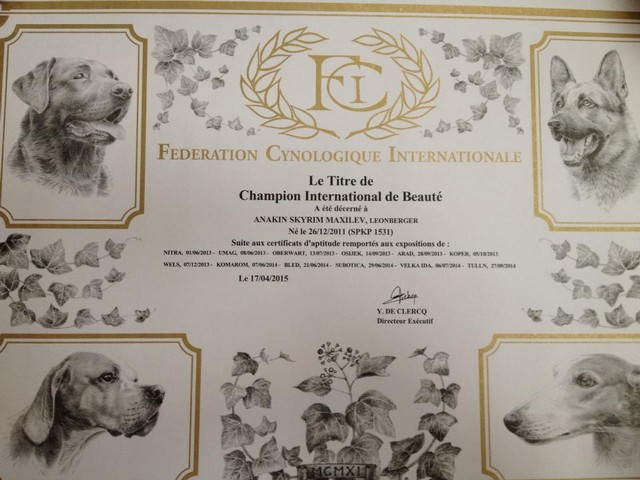 FCI
FEDERATION CYNOLOGIQUE INTERNATIONALE
Le Titre de
Champion International de Beauté
A été décerné à
ANAKIN SKYRIM MAXILEV, LEONBERGER
Né le 26/12/2011 (SPKP 1531)
Suite aux certificats d'aptitude remportés aux expositions de :
NITRA, 01/06/2013 - UMAG, 08/06/2013 - OBERWART, 13/07/2013 - OSIJEK, 14/09/2013 - ARAD, 28/09/2013 - KOPER, 05/10/2013
WELS, 07/12/2013 - KOMAROM, 07/06/2014 - BLED, 21/06/2014 - SUBOTICA, 29/06/2014 - VELKA IDA, 06/07/2014 - TULLN, 27/09/2014
Le 17/04/2015
Y. DE CLERCQ
Directeur Exécutif
MCMXI